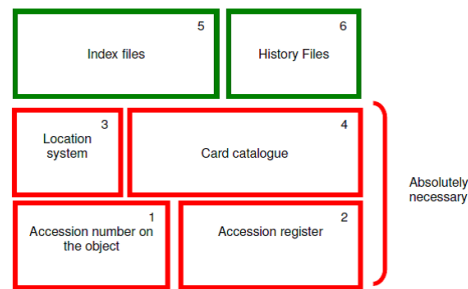 5
Index files
6
History Files
3
Location
system
4
Card catalogue
Absolutely
necessary
1
Accession number on
the object
2
Accession register